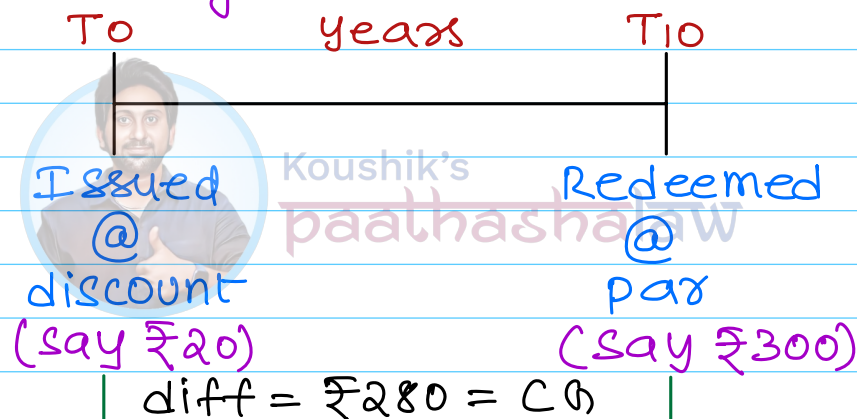 T0 years T10
Koushik's
paathashalaw
Issued Redeemed
@ @
discount par
(say ₹20) (say ₹300)
diff = ₹280 = CG